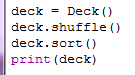 deck = Deck()
deck.shuffle()
deck.sort()
print(deck)